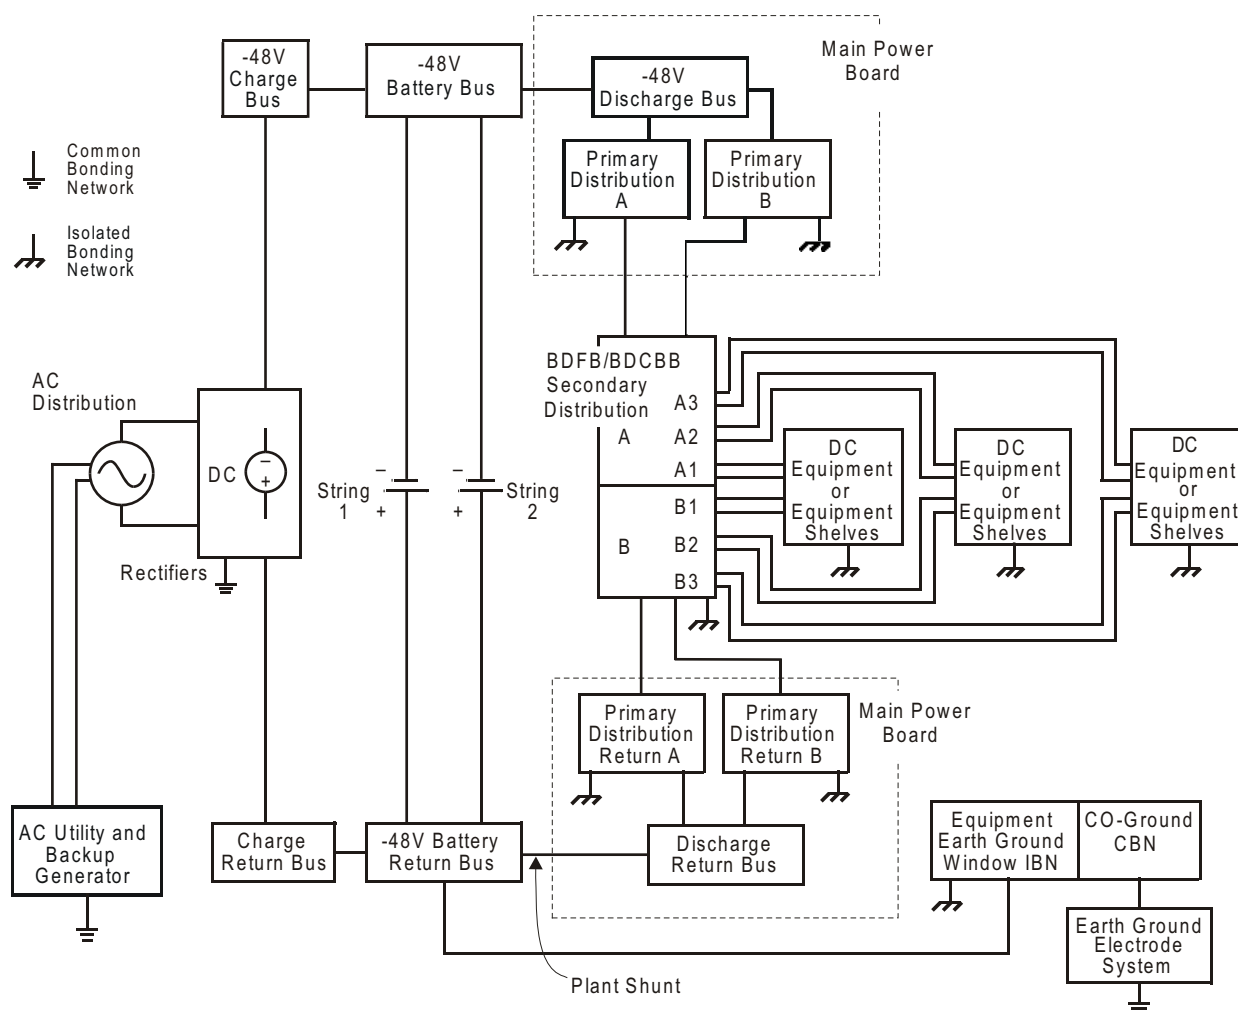 -48V
Charge
Bus
-48V
Battery Bus
-48V
Discharge Bus
Main Power
Board
Common
Bonding
Network
Isolated
Bonding
Network
Primary
Distribution
A
Primary
Distribution
B
BDFB/BDCBB
Secondary
Distribution
A
A3
A2
A1
B
B1
B2
B3
AC
Distribution
DC
−
+
Rectifiers
String
1
−
+
String
2
−
+
DC
Equipment
or
Equipment
Shelves
DC
Equipment
or
Equipment
Shelves
DC
Equipment
or
Equipment
Shelves
Primary
Distribution
Return A
Primary
Distribution
Return B
Main Power
Board
AC Utility and
Backup
Generator
Charge
Return Bus
-48V Battery
Return Bus
Discharge
Return Bus
Equipment
Earth Ground
Window IBN
CO-Ground
CBN
Earth Ground
Electrode
System
Plant Shunt